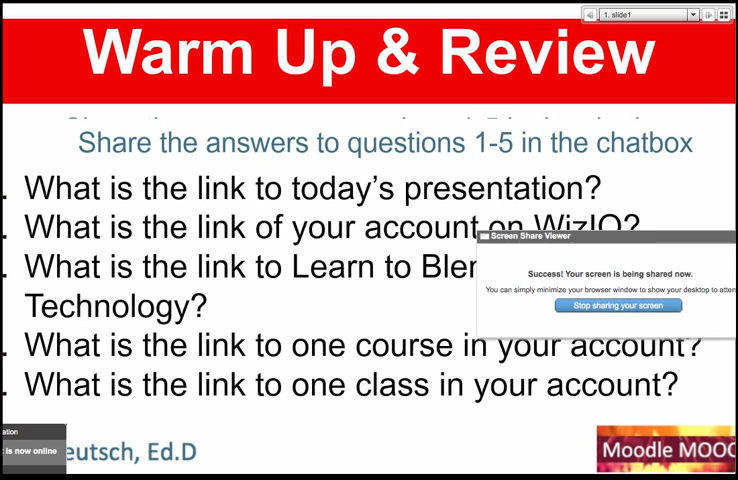 1. slide1
Warm Up & Review
Share the answers to questions 1-5 in the chatbox
. What is the link to today's presentation?
. What is the link of your account on WizIQ?
Screen Share Viewer
. What is the link to Learn to Blen
Success! Your screen is being shared now.
You can simply minimize your browser window to show your desktop to atten
Technology?
Stop sharing your screen
. What is the link to one course in your account?
. What is the link to one class in your account?
ation
t is now online
eutsch, Ed.D
Moodle MOOC